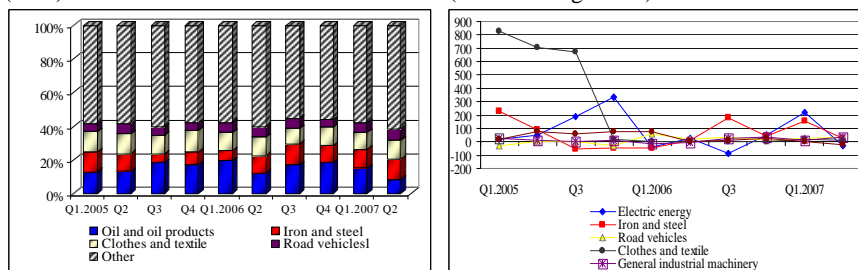 100%
80%
60%
40%
20%
0%
Q1.2005 Q2 Q3 Q4 Q1.2006 Q2 Q3 Q4 Q1.2007 Q2
Oil and oil products
Iron and steel
Clothes and textile
Road vehiclesl
Other
900
800
700
600
500
400
300
200
100
0
-100
-200
Q1.2005 Q3 Q1.2006 Q3 Q1.2007
Electric energy
Iron and steel
Road vehicles
Clothes and textile
General industrial machinery